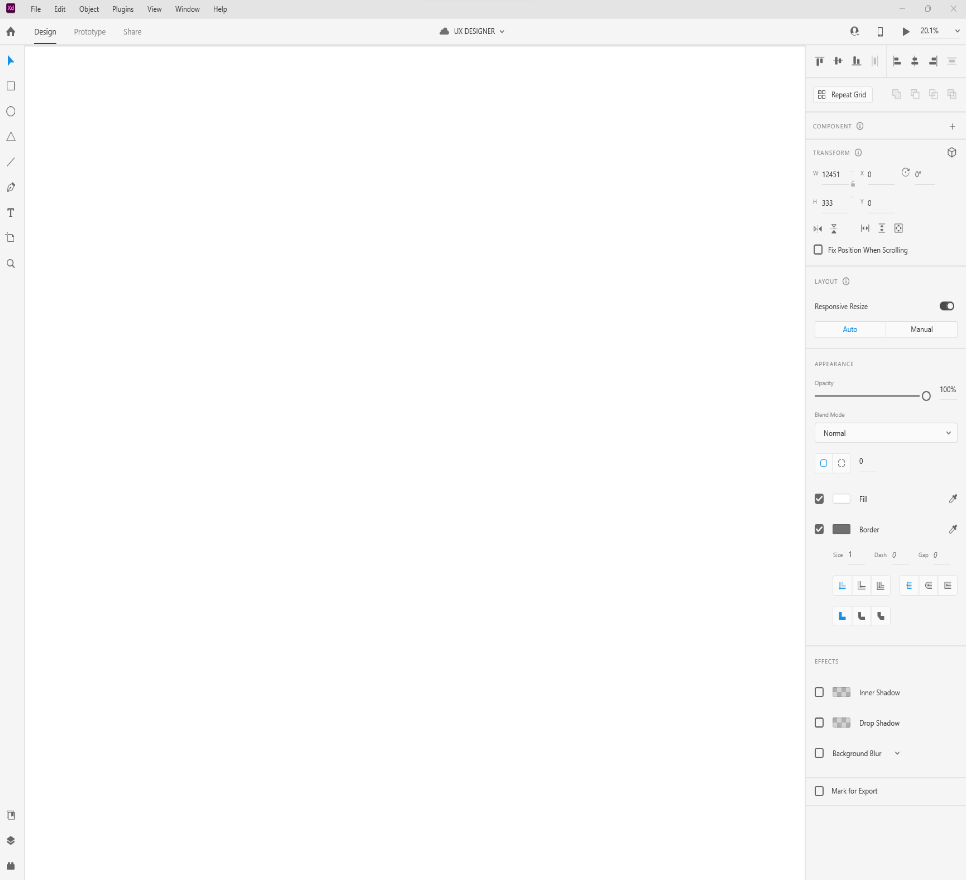 Xd File Edit Object Plugins View Window Help
Design Prototype Share UX DESIGNER 20.1%
Repeat Grid
COMPONENT
TRANSFORM
W 12451 X 0 0°
H 333 Y 0
Fix Position When Scrolling
LAYOUT
Responsive Resize
Auto Manual
APPEARANCE
Opacity
100%
Blend Mode
Normal
0
Fill
Border
Size 1 Dash 0 Gap 0
EFFECTS
Inner Shadow
Drop Shadow
Background Blur
Mark for Export